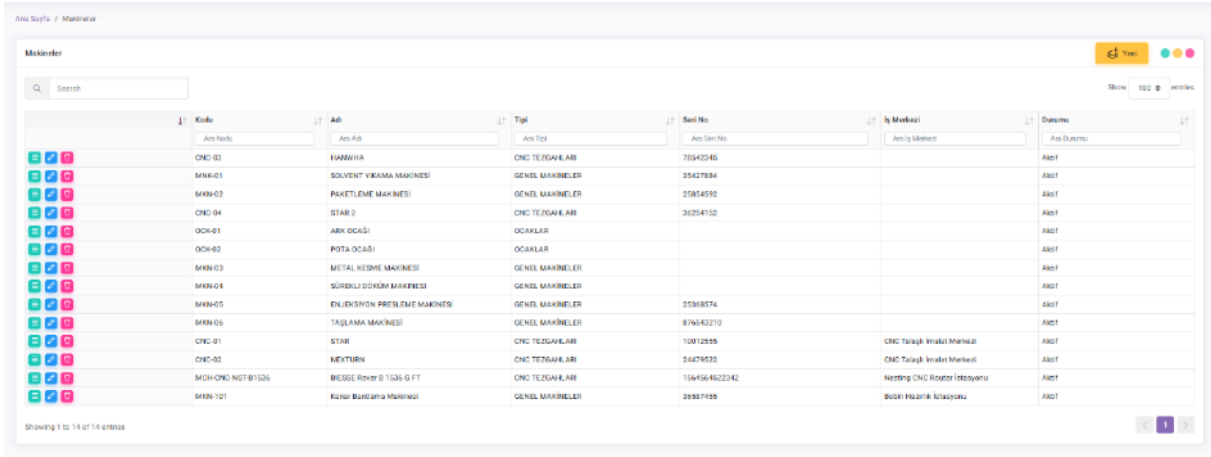 Ana Sayfa / Makineler
Makineler
Yeni
Search
Show 100 entries
Kodu Adı Tipi Seri No İş Merkezi Durumu
Ara Kodu Ara Adı Ara Tipi Ara Seri No Ara İş Merkezi Ara Durumu
CNC-03 HANWHA CNC TEZGAHLARI 78542345 Aktif
MNK-01 SOLVENT YIKAMA MAKİNESİ GENEL MAKİNELER 35427884 Aktif
MKN-02 PAKETLEME MAKİNESİ GENEL MAKİNELER 25854592 Aktif
CNC-04 STAR 2 CNC TEZGAHLARI 36254152 Aktif
OCK-01 ARK OCAĞI OCAKLAR Aktif
OCK-02 POTA OCAĞI OCAKLAR Aktif
MKN-03 METAL KESME MAKİNESİ GENEL MAKİNELER Aktif
MKN-04 SÜREKLİ DÖKÜM MAKİNESİ GENEL MAKİNELER Aktif
MKN-05 ENJEKSİYON PRESLEME MAKİNESİ GENEL MAKİNELER 25368574 Aktif
MKN-06 TAŞLAMA MAKİNESİ GENEL MAKİNELER 876543210 Aktif
CNC-01 STAR CNC TEZGAHLARI 10012555 CNC Talaşlı İmalat Merkezi Aktif
CNC-02 NEXTURN CNC TEZGAHLARI 24479522 CNC Talaşlı İmalat Merkezi Aktif
MCH-CNC-NST-B1536 BIESSE Rover B 1536 G FT CNC TEZGAHLARI 1564564522342 Nesting CNC Router İstasyonu Aktif
MKN-101 Kenar Bantlama Makinesi GENEL MAKİNELER 36587455 Bobin Hazırlık İstasyonu Aktif
Showing 1 to 14 of 14 entries
1